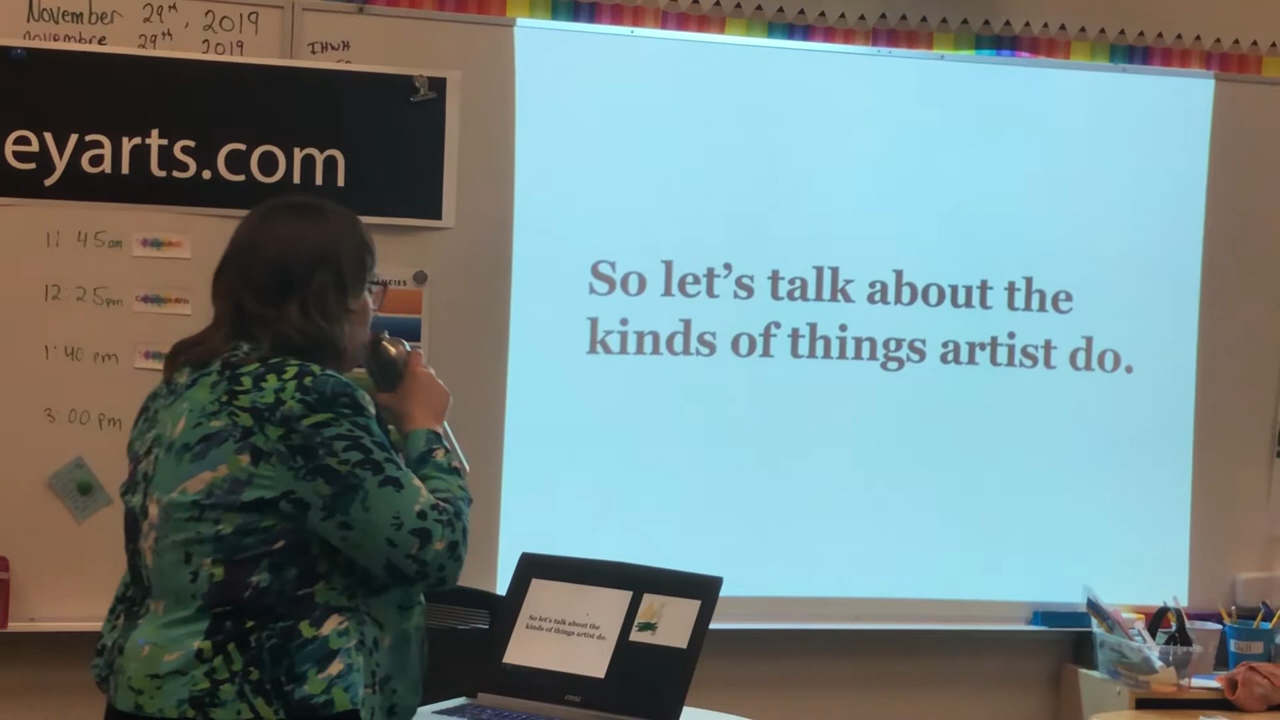 November 29th, 2019
novembre 29th 2019
IHWH
eyarts.com
11:45am
12:25pm
1:40 pm
3:00 pm
So let's talk about the
kinds of things artist do.
So let's talk about the
kinds of things artist do.
msi